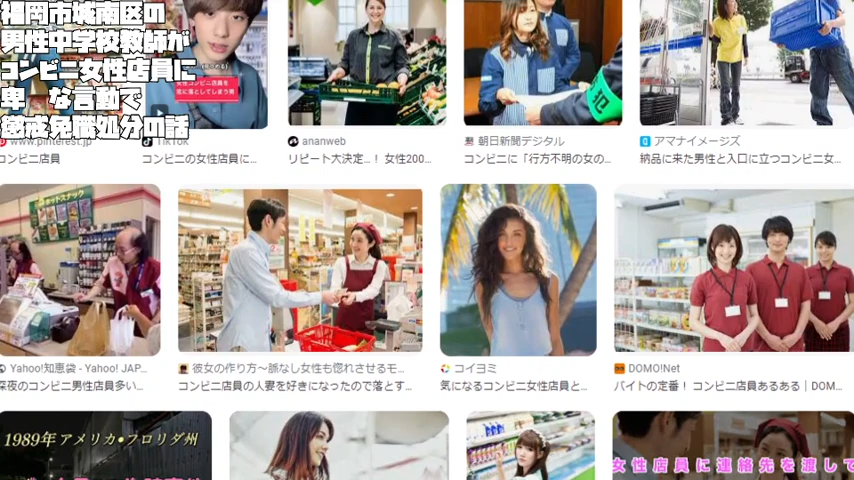 福岡市城南区の
男性中学校教師が
コンビニ女性店員に
卑 な言動で
懲戒免職処分の話
www.pinterest.jp
コンビニ店員
TikTok
コンビニの女性店員に…
ananweb
リピート大決定…！ 女性200…
朝日新聞デジタル
コンビニに「行方不明の女の…
アマナイメージズ
納品に来た男性と入口に立つコンビニ女…
ホットスナック
Yahoo!知恵袋 - Yahoo! JAP…
深夜のコンビニ男性店員多い…
彼女の作り方～脈なし女性も惚れさせるモ…
コンビニ店員の人妻を好きになったので落とす…
コイヨミ
気になるコンビニ女性店員と…
DOMO!Net
バイトの定番！ コンビニ店員あるある｜DOM…
1989年アメリカ•フロリダ州
女性店員に連絡先を渡して